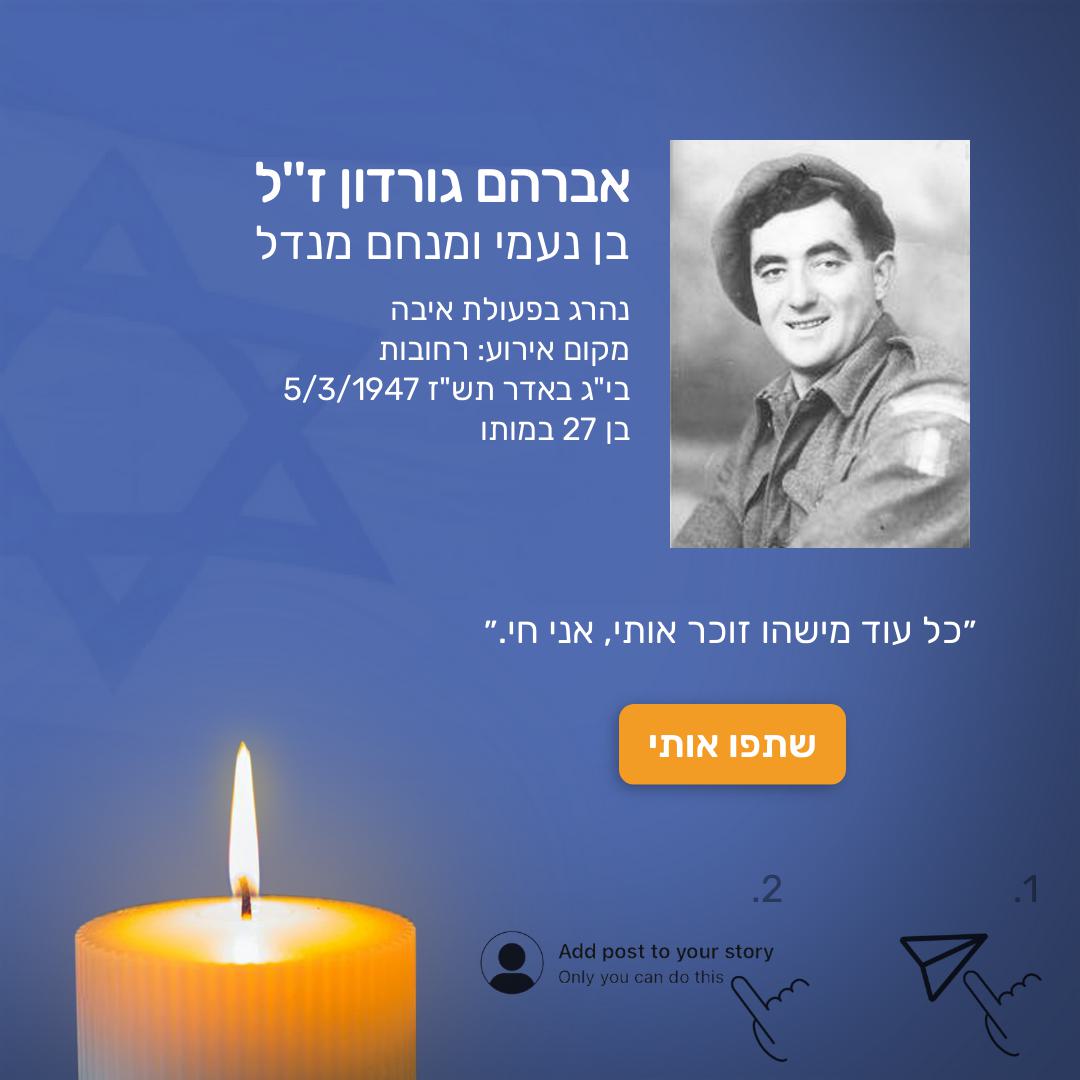 אברהם גורדון ז"ל
בן נעמי ומנחם מנדל
נהרג בפעולת איבה
מקום אירוע: רחובות
בי"ג באדר תש"ז 5/3/1947
בן 27 במותו
״כל עוד מישהו זוכר אותי, אני חי.״
שתפו אותי
1.
2.
Add post to your story
Only you can do this